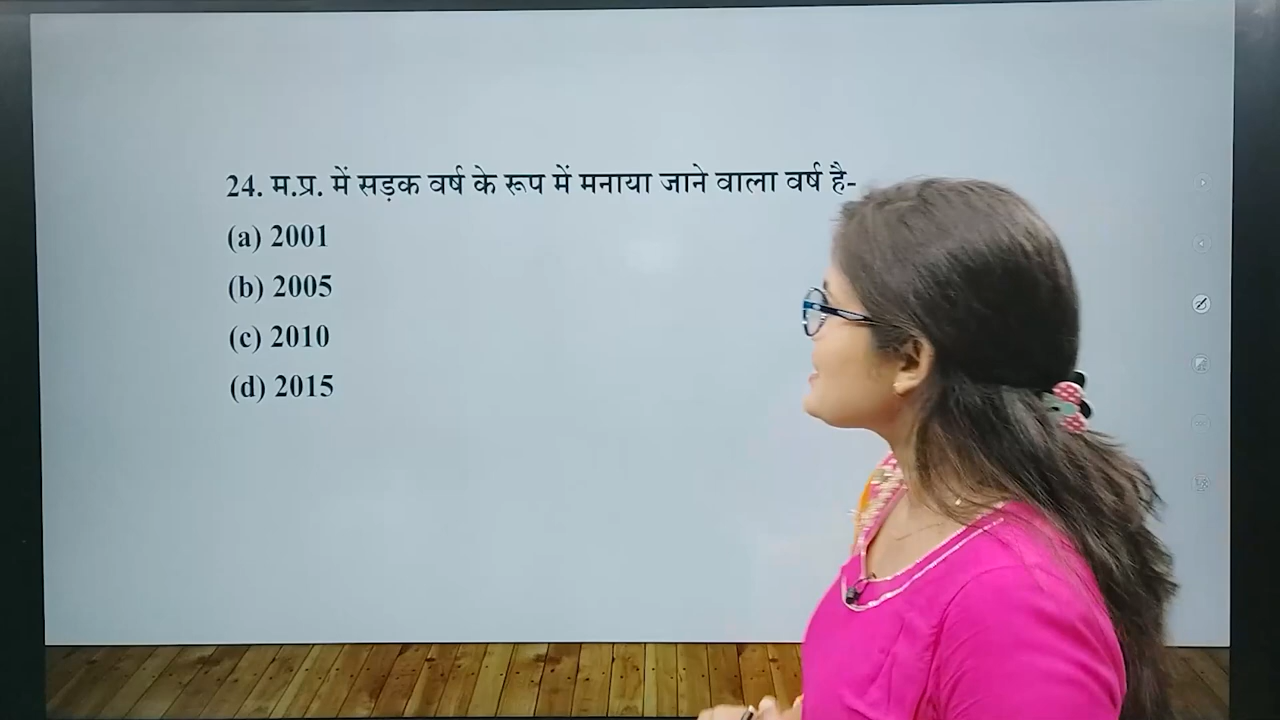 24. म.प्र. में सड़क वर्ष के रूप में मनाया जाने वाला वर्ष है-
(a) 2001
(b) 2005
(c) 2010
(d) 2015